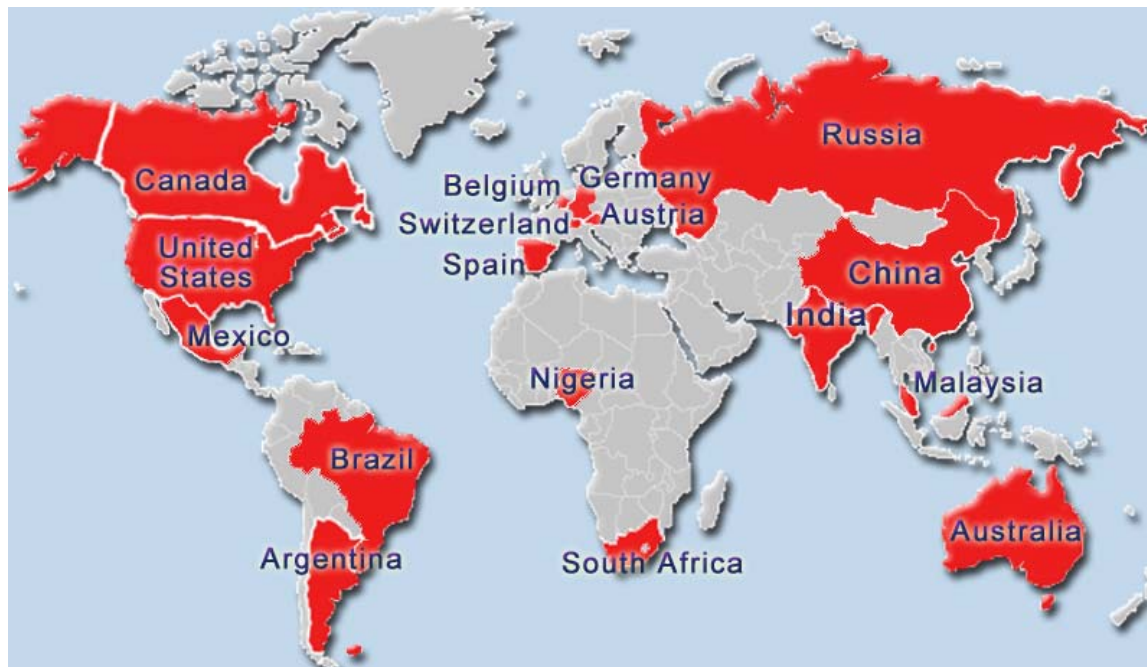 Russia
Canada
Belgium
Germany
Switzerland
Austria
United
States
Spain
China
India
Mexico
Nigeria
Malaysia
Brazil
Australia
Argentina
South Africa